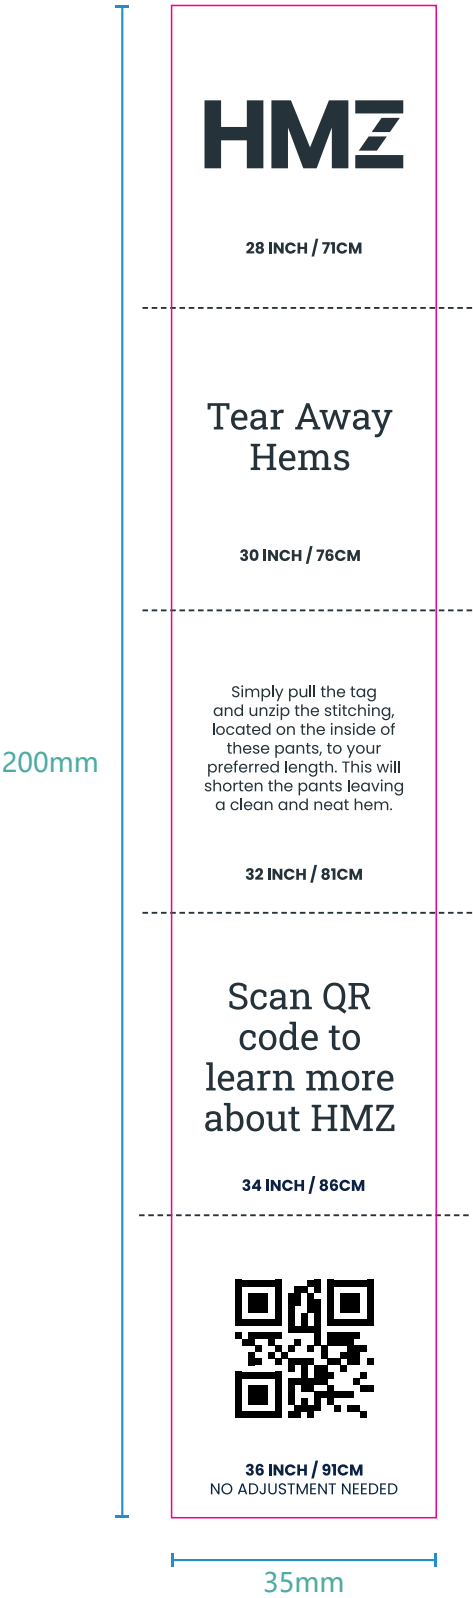 HMZ
28 INCH / 71CM
Tear Away
Hems
30 INCH / 76CM
Simply pull the tag
and unzip the stitching,
located on the inside of
these pants, to your
preferred length. This will
shorten the pants leaving
a clean and neat hem.
200mm
32 INCH / 81CM
Scan QR
code to
learn more
about HMZ
34 INCH / 86CM
36 INCH / 91CM
NO ADJUSTMENT NEEDED
35mm